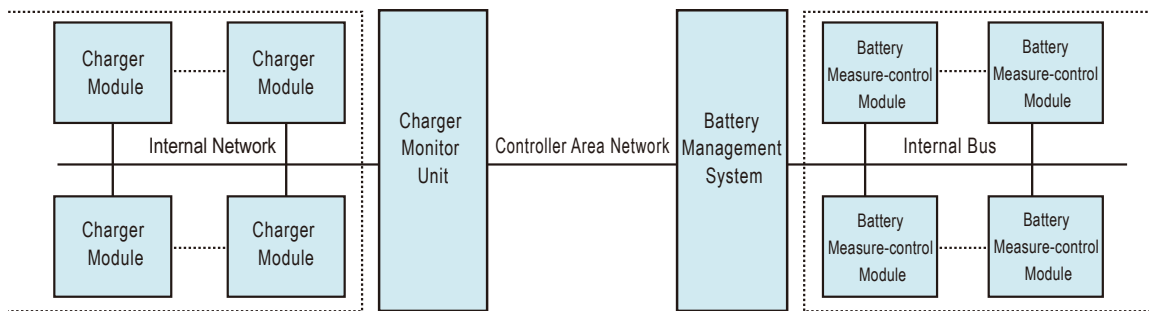 Charger
Module
Charger
Module
Internal Network
Charger
Module
Charger
Module
Charger
Monitor
Unit
Controller Area Network
Battery
Management
System
Battery
Measure-control
Module
Battery
Measure-control
Module
Internal Bus
Battery
Measure-control
Module
Battery
Measure-control
Module